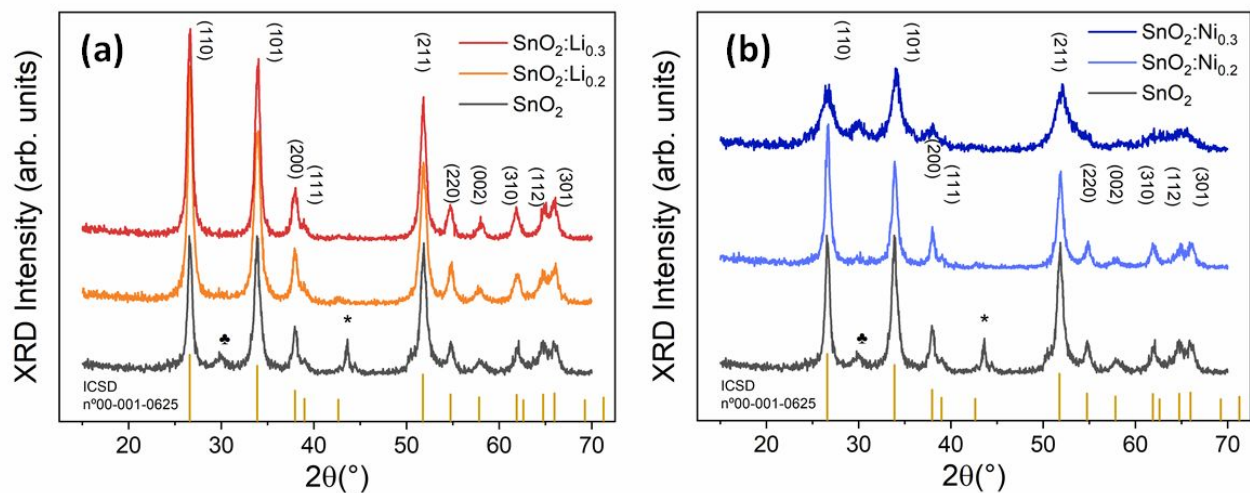 (a)
(110)
(101)
(211)
SnO₂:Li₀.₃
SnO₂:Li₀.₂
SnO₂
(200)
(111)
(220)
(002)
(310)
(112)
(301)
♣
*
ICSD
nº00-001-0625
XRD Intensity (arb. units)
20 30 40 50 60 70
2θ(°)
(b)
(110)
(101)
(211)
SnO₂:Ni₀.₃
SnO₂:Ni₀.₂
SnO₂
(200)
(111)
(220)
(002)
(310)
(112)
(301)
♣
*
ICSD
nº00-001-0625
XRD Intensity (arb. units)
20 30 40 50 60 70
2θ(°)